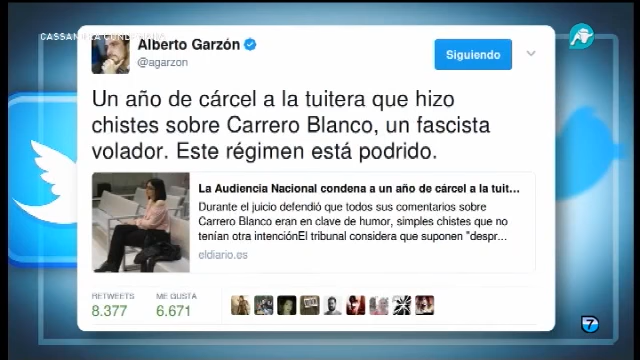 Alberto Garzón
@agarzon
Siguiendo
Un año de cárcel a la tuitera que hizo
chistes sobre Carrero Blanco, un fascista
volador. Este régimen está podrido.
La Audiencia Nacional condena a un año de cárcel a la tuit...
Durante el juicio defendió que todos sus comentarios sobre
Carrero Blanco eran en clave de humor, simples chistes que no
tenían otra intenciónEl tribunal considera que suponen "despr...
eldiario.es
RETWEETS
ME GUSTA
8.377
6.671
7